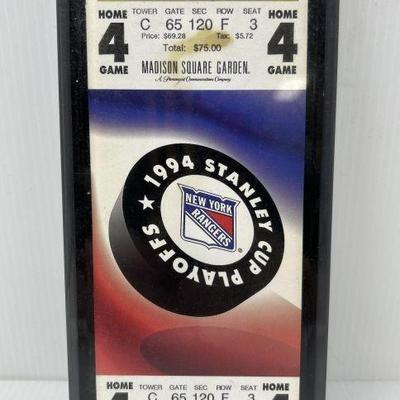 HOME TOWER GATE SEC ROW SEAT HOME
4 C 65 120 F 3 4
Price: $69.28 Tax: $5.72
GAME Total: $75.00 GAME
MADISON SQUARE GARDEN.
A Paramount Communications Company
★ 1994 STANLEY CUP PLAYOFFS
NEW YORK
RANGERS
®
HOME TOWER GATE SEC ROW SEAT HOME
4 C 65 120 F 3 4